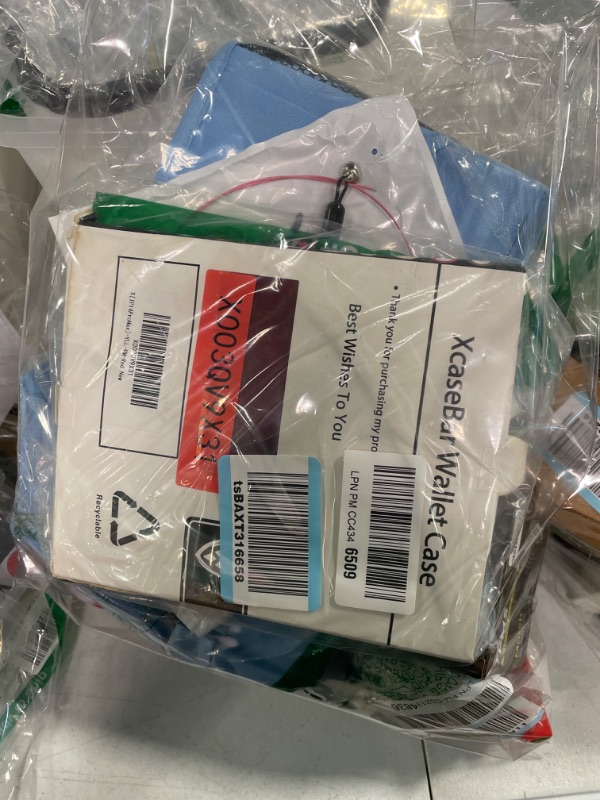 XcaseBar Wallet Case
• Thank you for purchasing my pro
Best Wishes To You
X003QV9X31
Recyclable
LPN PM CC434 6509
tsBAXT316658